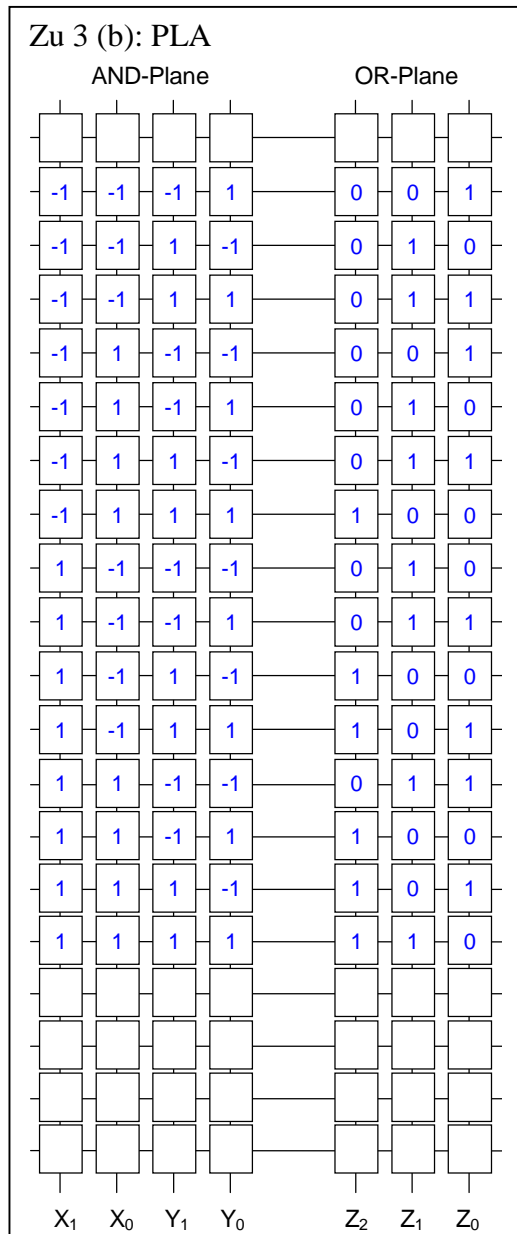 Zu 3 (b): PLA
AND-Plane OR-Plane
-1 -1 -1 1 0 0 1
-1 -1 1 -1 0 1 0
-1 -1 1 1 0 1 1
-1 1 -1 -1 0 0 1
-1 1 -1 1 0 1 0
-1 1 1 -1 0 1 1
-1 1 1 1 1 0 0
1 -1 -1 -1 0 1 0
1 -1 -1 1 0 1 1
1 -1 1 -1 1 0 0
1 -1 1 1 1 0 1
1 1 -1 -1 0 1 1
1 1 -1 1 1 0 0
1 1 1 -1 1 0 1
1 1 1 1 1 1 0
X₁ X₀ Y₁ Y₀ Z₂ Z₁ Z₀